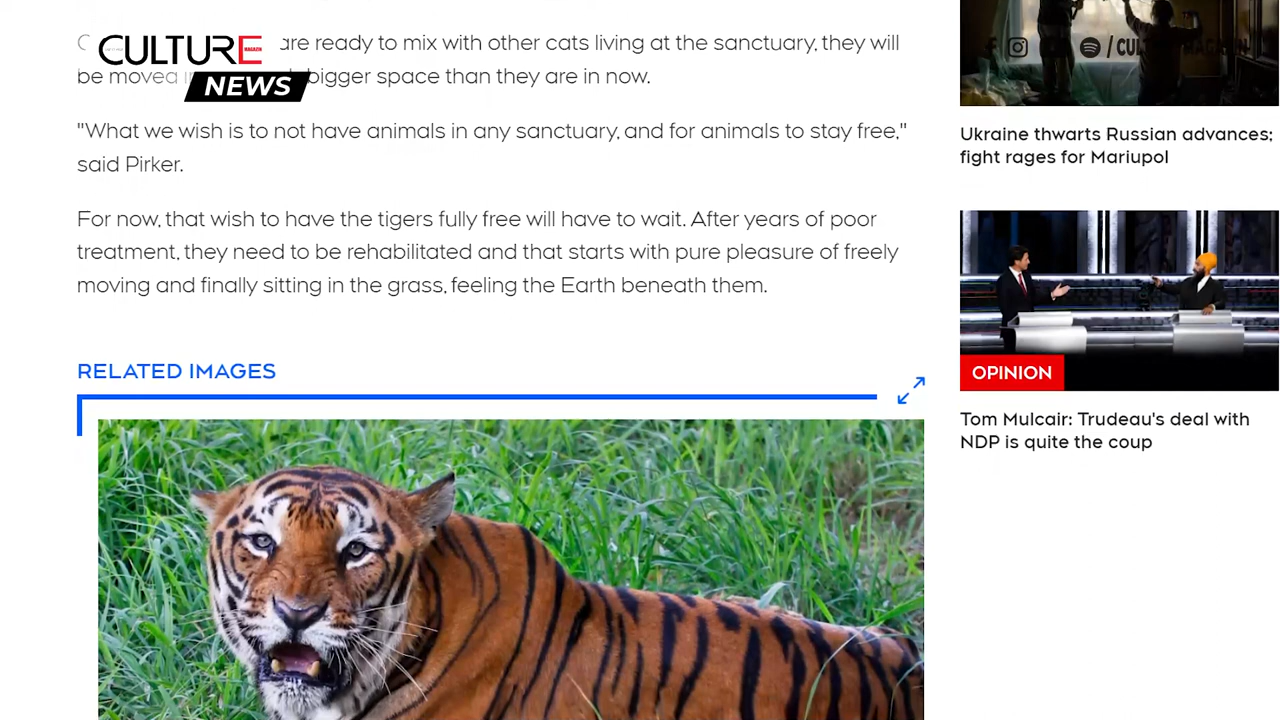 CULTURE
MAGAZIN
NEWS
are ready to mix with other cats living at the sanctuary, they will
be moved bigger space than they are in now.
"What we wish is to not have animals in any sanctuary, and for animals to stay free,"
said Pirker.
For now, that wish to have the tigers fully free will have to wait. After years of poor
treatment, they need to be rehabilitated and that starts with pure pleasure of freely
moving and finally sitting in the grass, feeling the Earth beneath them.
RELATED IMAGES
/CUL MAGAZIN
Ukraine thwarts Russian advances;
fight rages for Mariupol
OPINION
Tom Mulcair: Trudeau's deal with
NDP is quite the coup